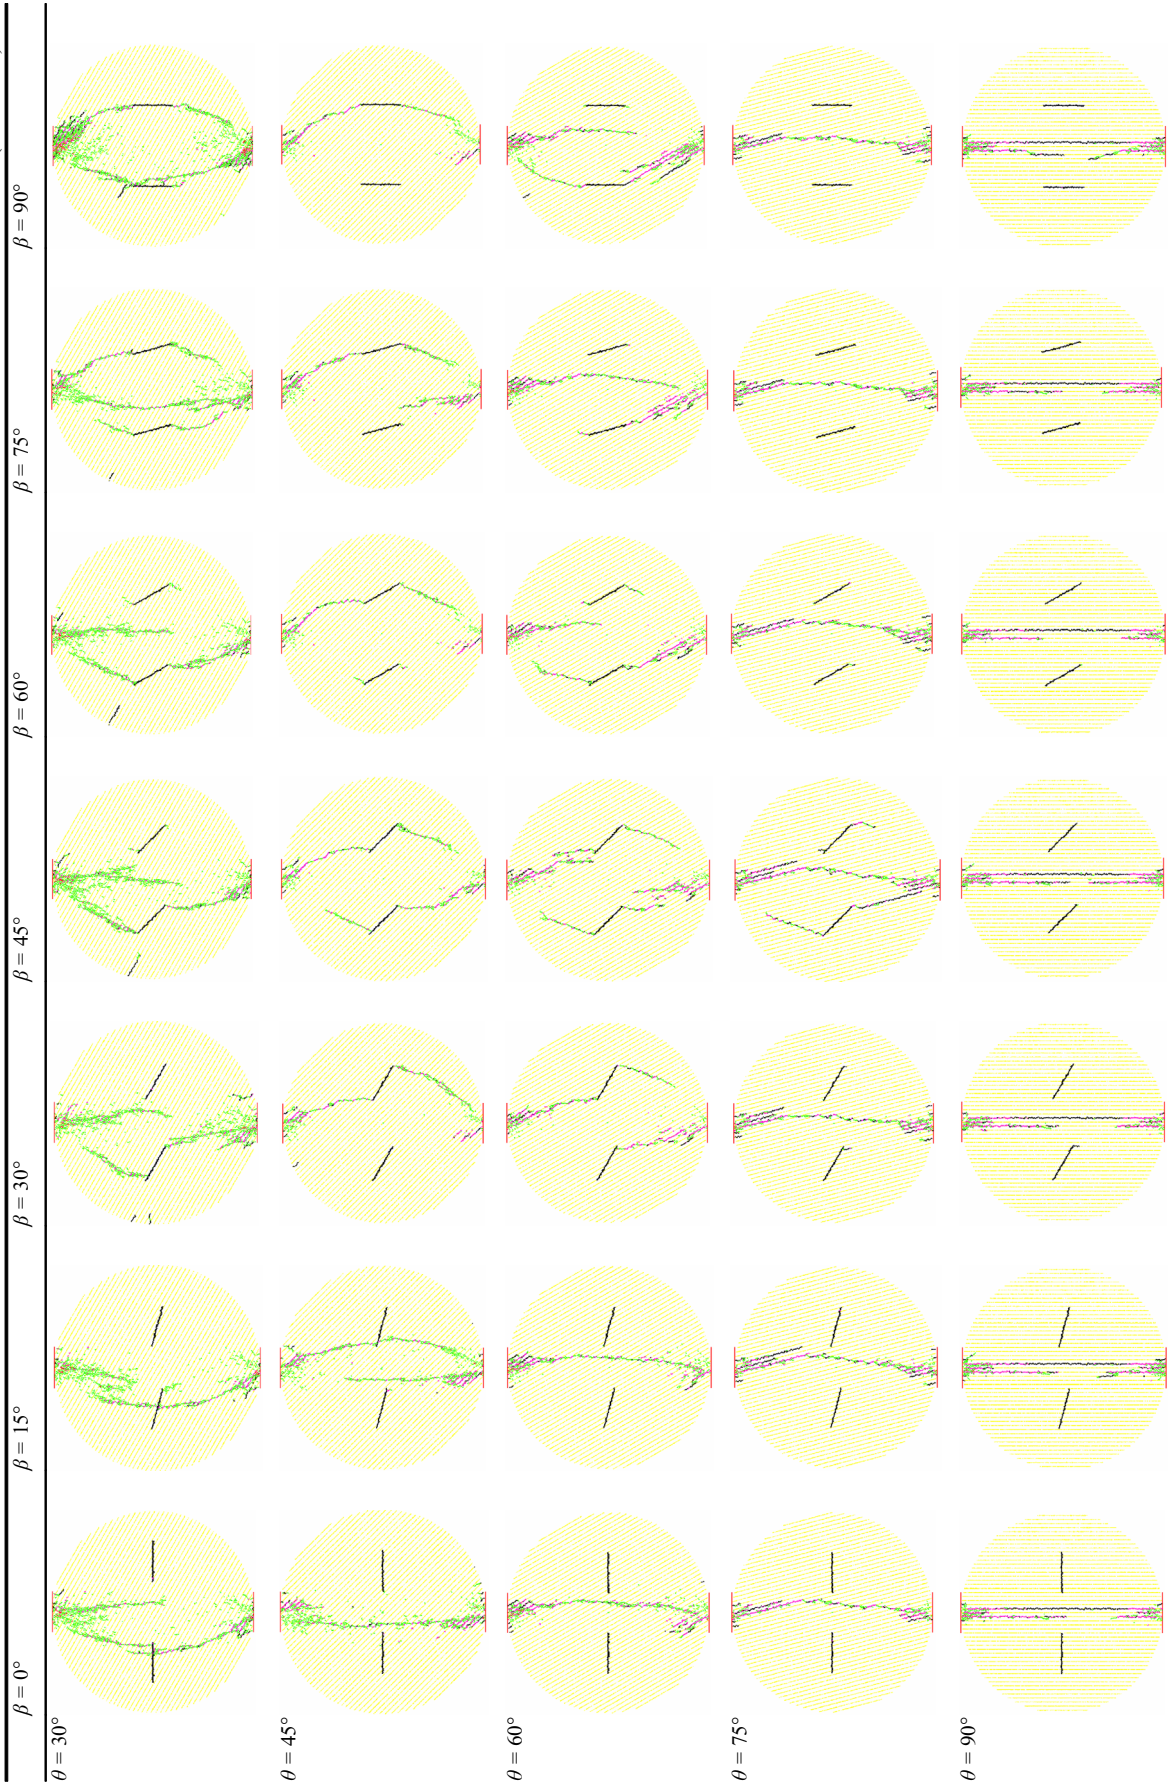 β = 0°
β = 15°
β = 30°
β = 45°
β = 60°
β = 75°
β = 90°
θ = 30°
θ = 45°
θ = 60°
θ = 75°
θ = 90°